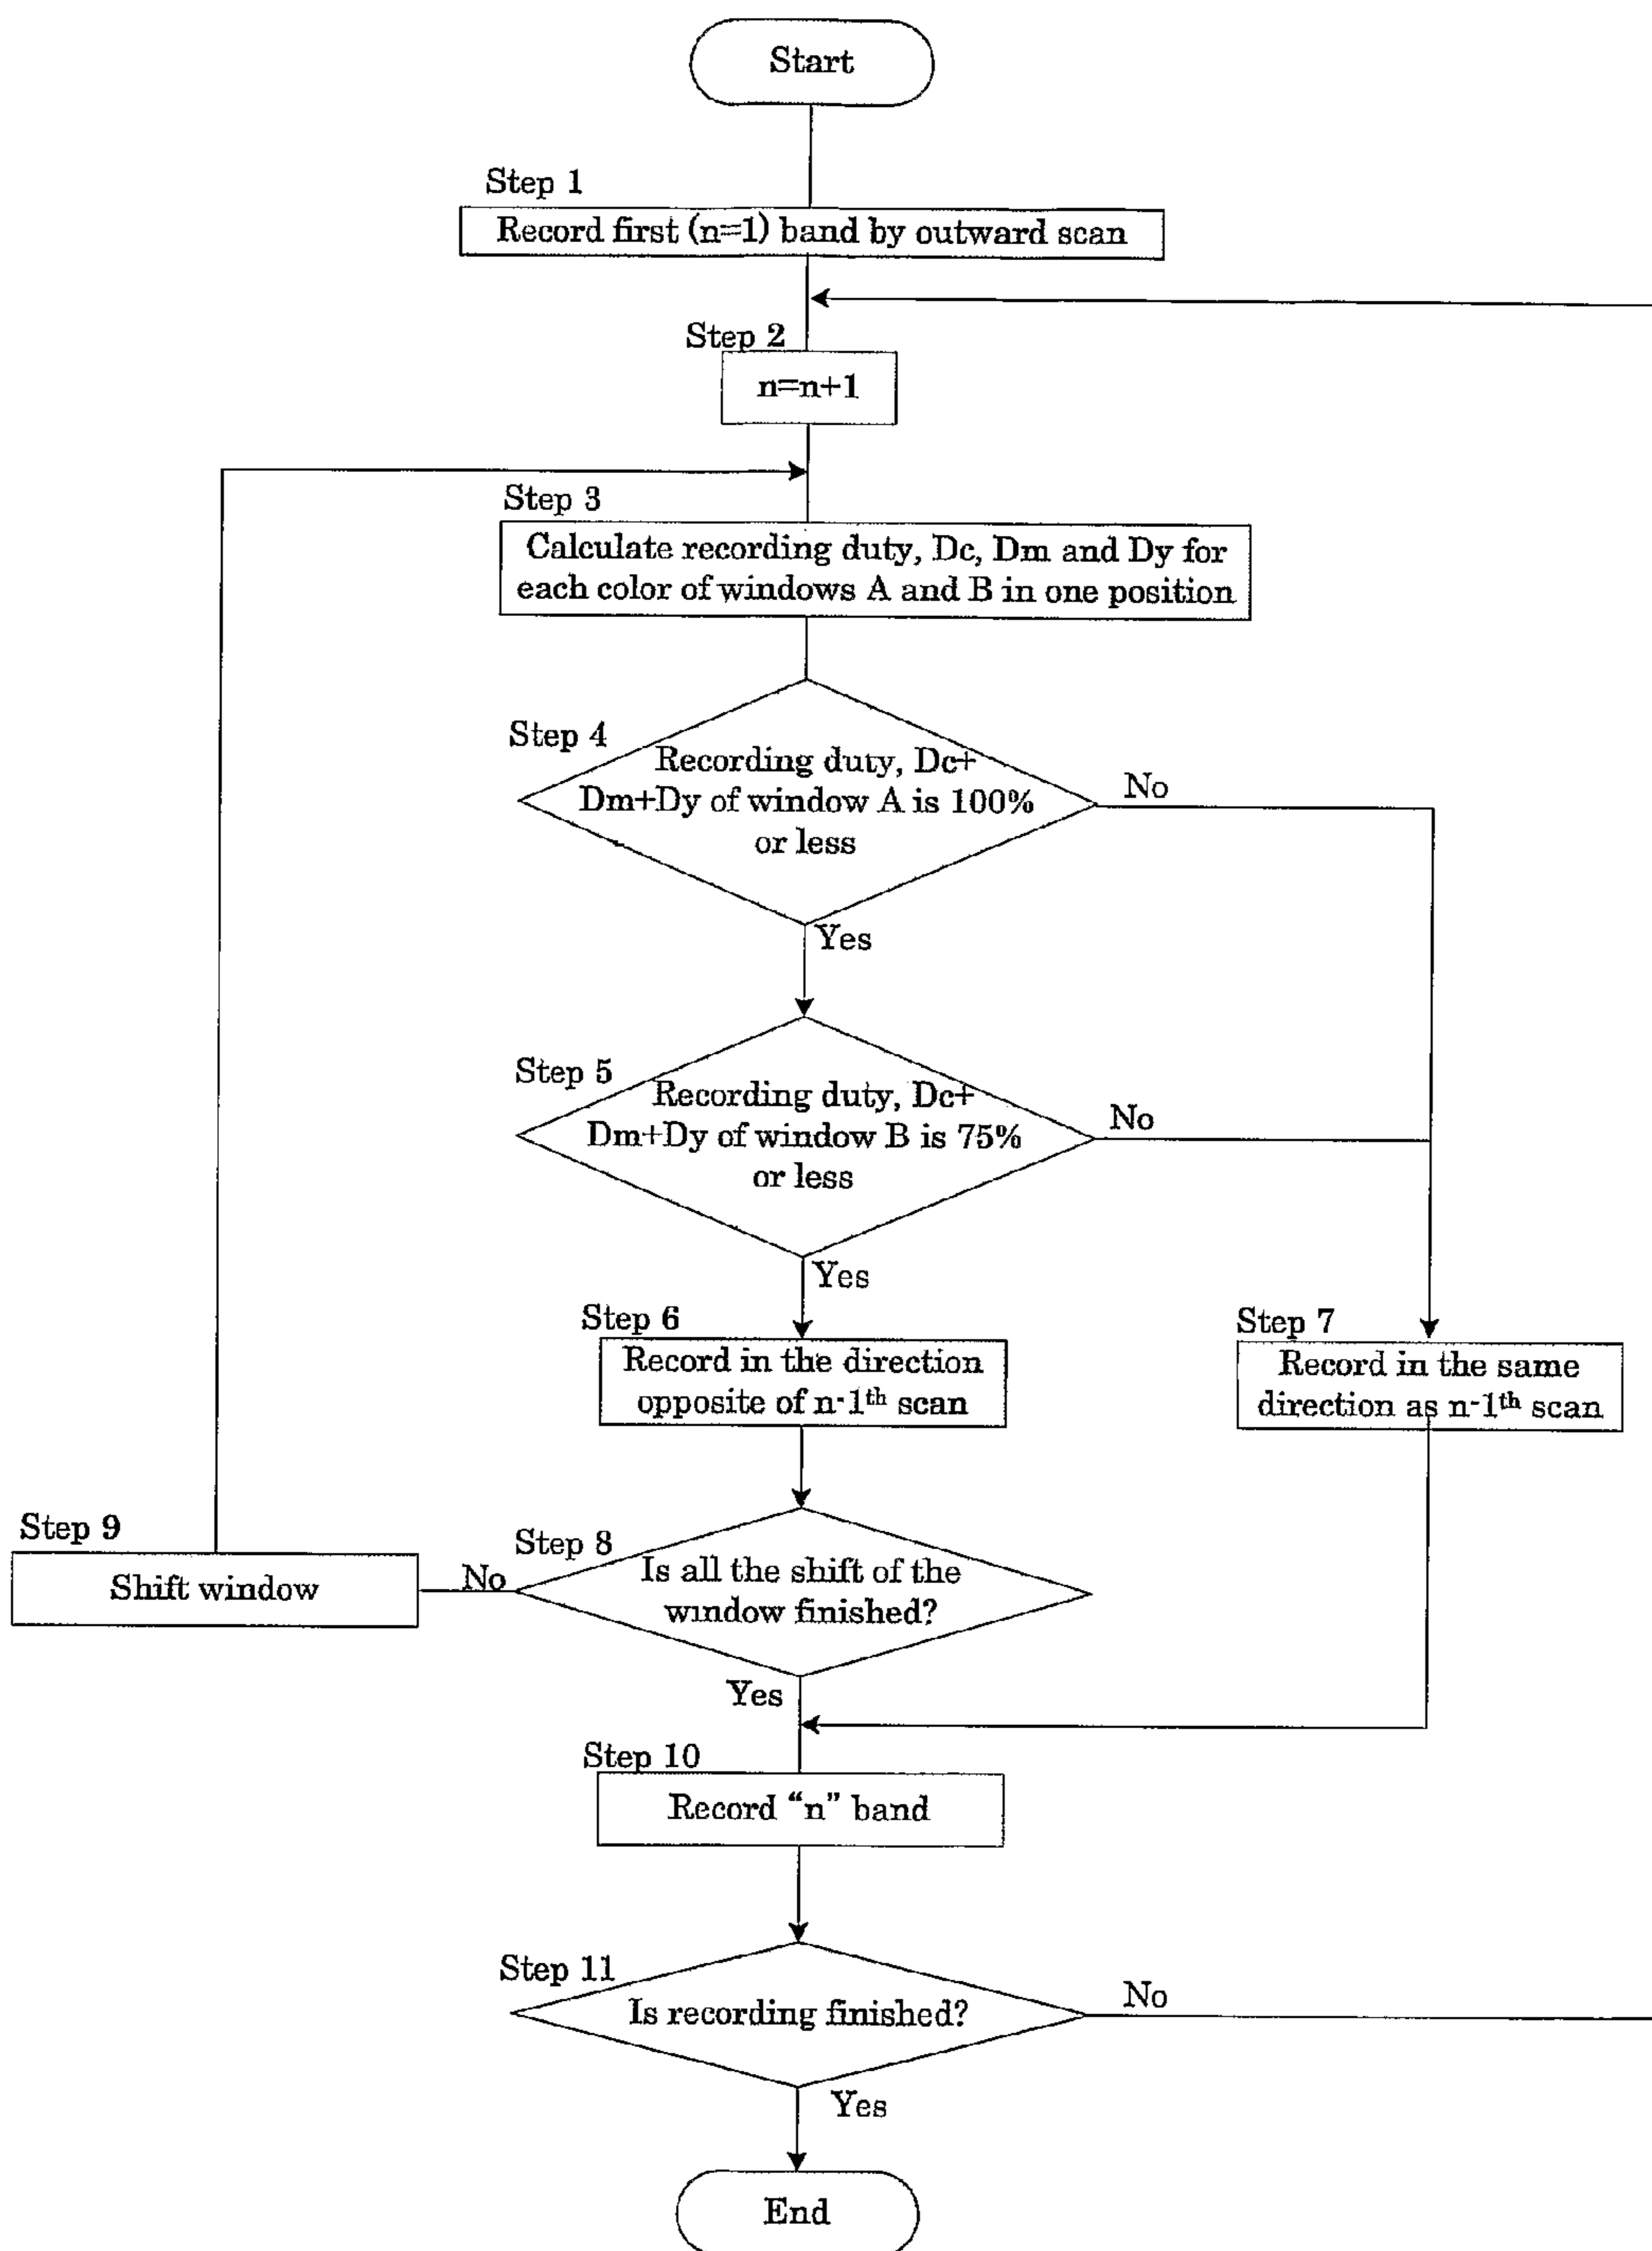 Start
Step 1
Record first (n=1) band by outward scan
Step 2
n=n+1
Step 3
Calculate recording duty, Dc, Dm and Dy for
each color of windows A and B in one position
Step 4
Recording duty, Dc+
Dm+Dy of window A is 100%
or less
No
Yes
Step 5
Recording duty, Dc+
Dm+Dy of window B is 75%
or less
No
Yes
Step 6
Record in the direction
opposite of n-1th scan
Step 7
Record in the same
direction as n-1th scan
Step 8
Is all the shift of the
window finished?
No
Step 9
Shift window
Yes
Step 10
Record “n” band
Step 11
Is recording finished?
No
Yes
End